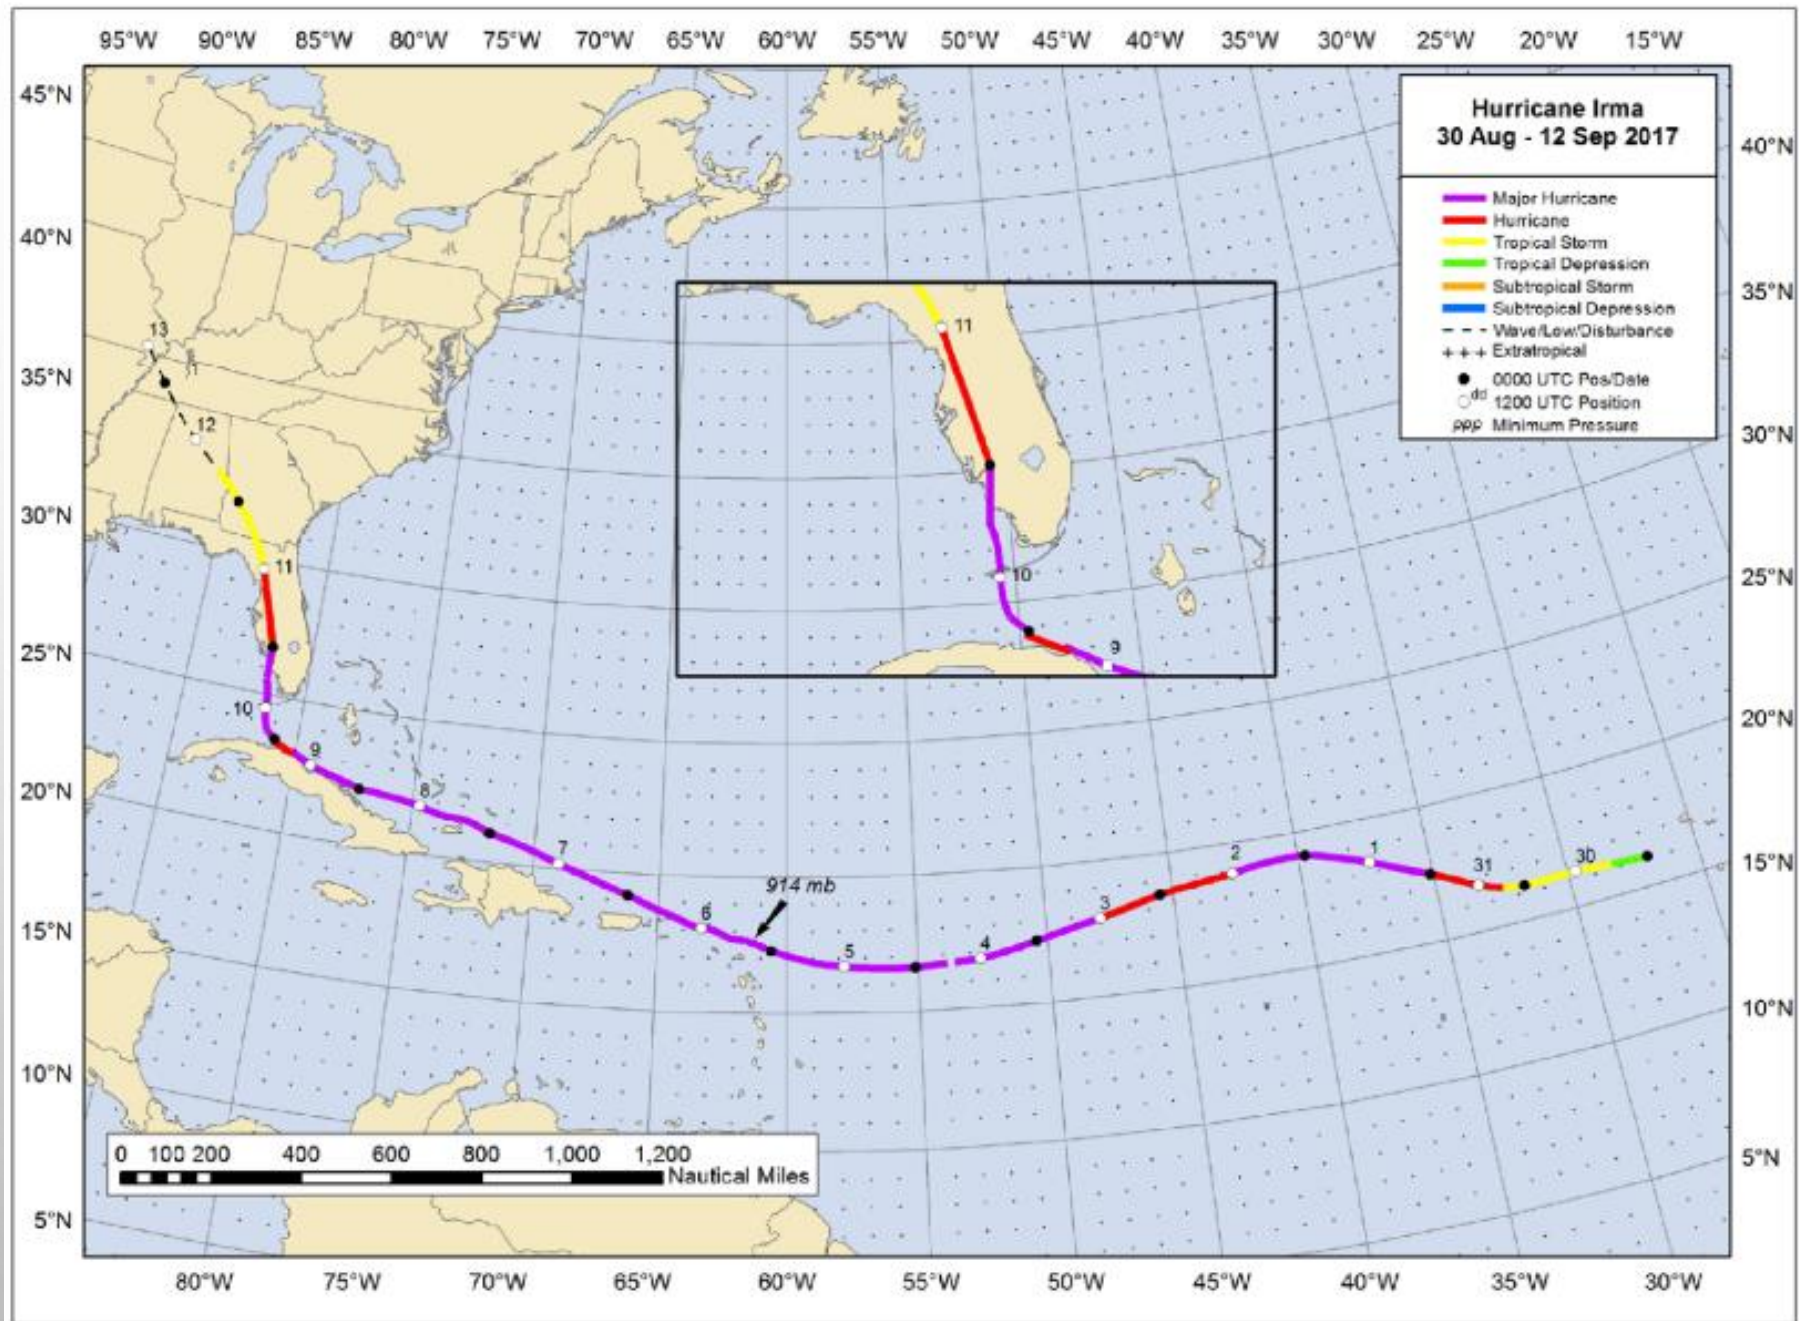 95°W 90°W 85°W 80°W 75°W 70°W 65°W 60°W 55°W 50°W 45°W 40°W 35°W 30°W 25°W 20°W 15°W
45°N
40°N
35°N
30°N
25°N
20°N
15°N
10°N
5°N
40°N
35°N
30°N
25°N
20°N
15°N
10°N
5°N
Hurricane Irma
30 Aug - 12 Sep 2017
Major Hurricane
Hurricane
Tropical Storm
Tropical Depression
Subtropical Storm
Subtropical Depression
Wave/Low/Disturbance
+++ Extratropical
0000 UTC Pos/Date
dd 1200 UTC Position
PPP Minimum Pressure
11
10
9
13
12
11
10
9
8
7
914 mb
6
5
4
3
2
1
31
30
0 100 200 400 600 800 1,000 1,200
Nautical Miles
80°W 75°W 70°W 65°W 60°W 55°W 50°W 45°W 40°W 35°W 30°W